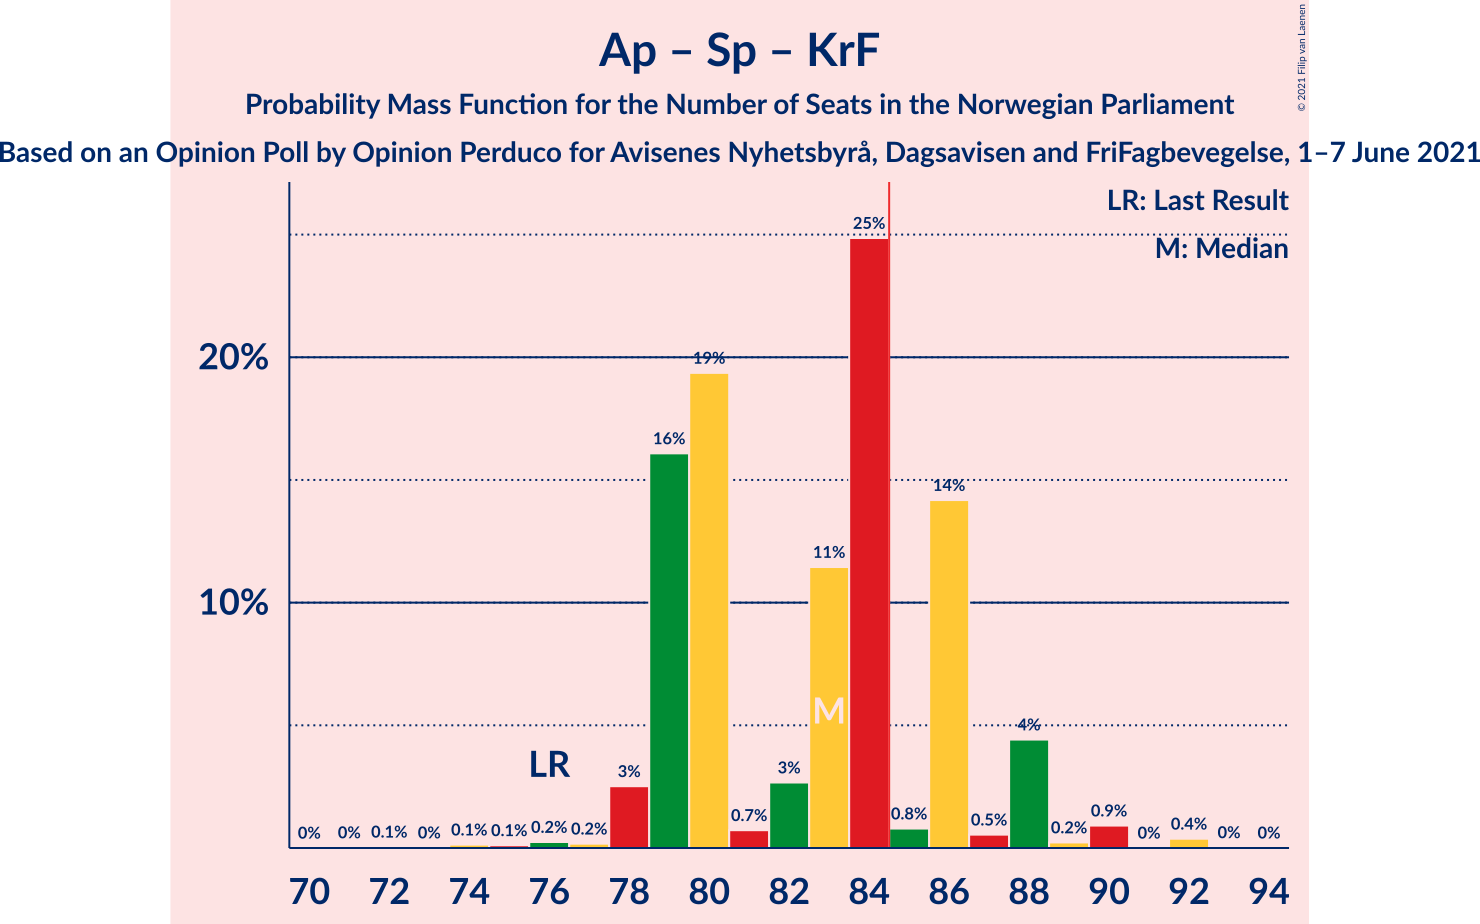 Ap – Sp – KrF
Probability Mass Function for the Number of Seats in the Norwegian Parliament
Based on an Opinion Poll by Opinion Perduco for Avisenes Nyhetsbyrå, Dagsavisen and FriFagbevegelse, 1–7 June 2021
© 2021 Filip van Laenen
LR: Last Result
M: Median
20%
10%
0% 0% 0.1% 0% 0.1% 0.1% 0.2% 0.2% 3% 16% 19% 0.7% 3% 11% 25% 0.8% 14% 0.5% 4% 0.2% 0.9% 0% 0.4% 0% 0%
LR
M
70 72 74 76 78 80 82 84 86 88 90 92 94